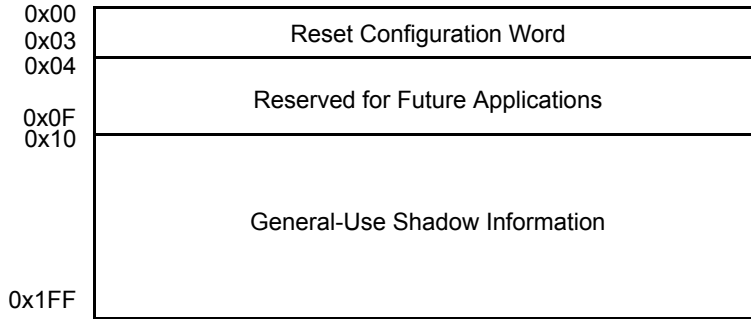 0x00
Reset Configuration Word
0x03
0x04
Reserved for Future Applications
0x0F
0x10
General-Use Shadow Information
0x1FF